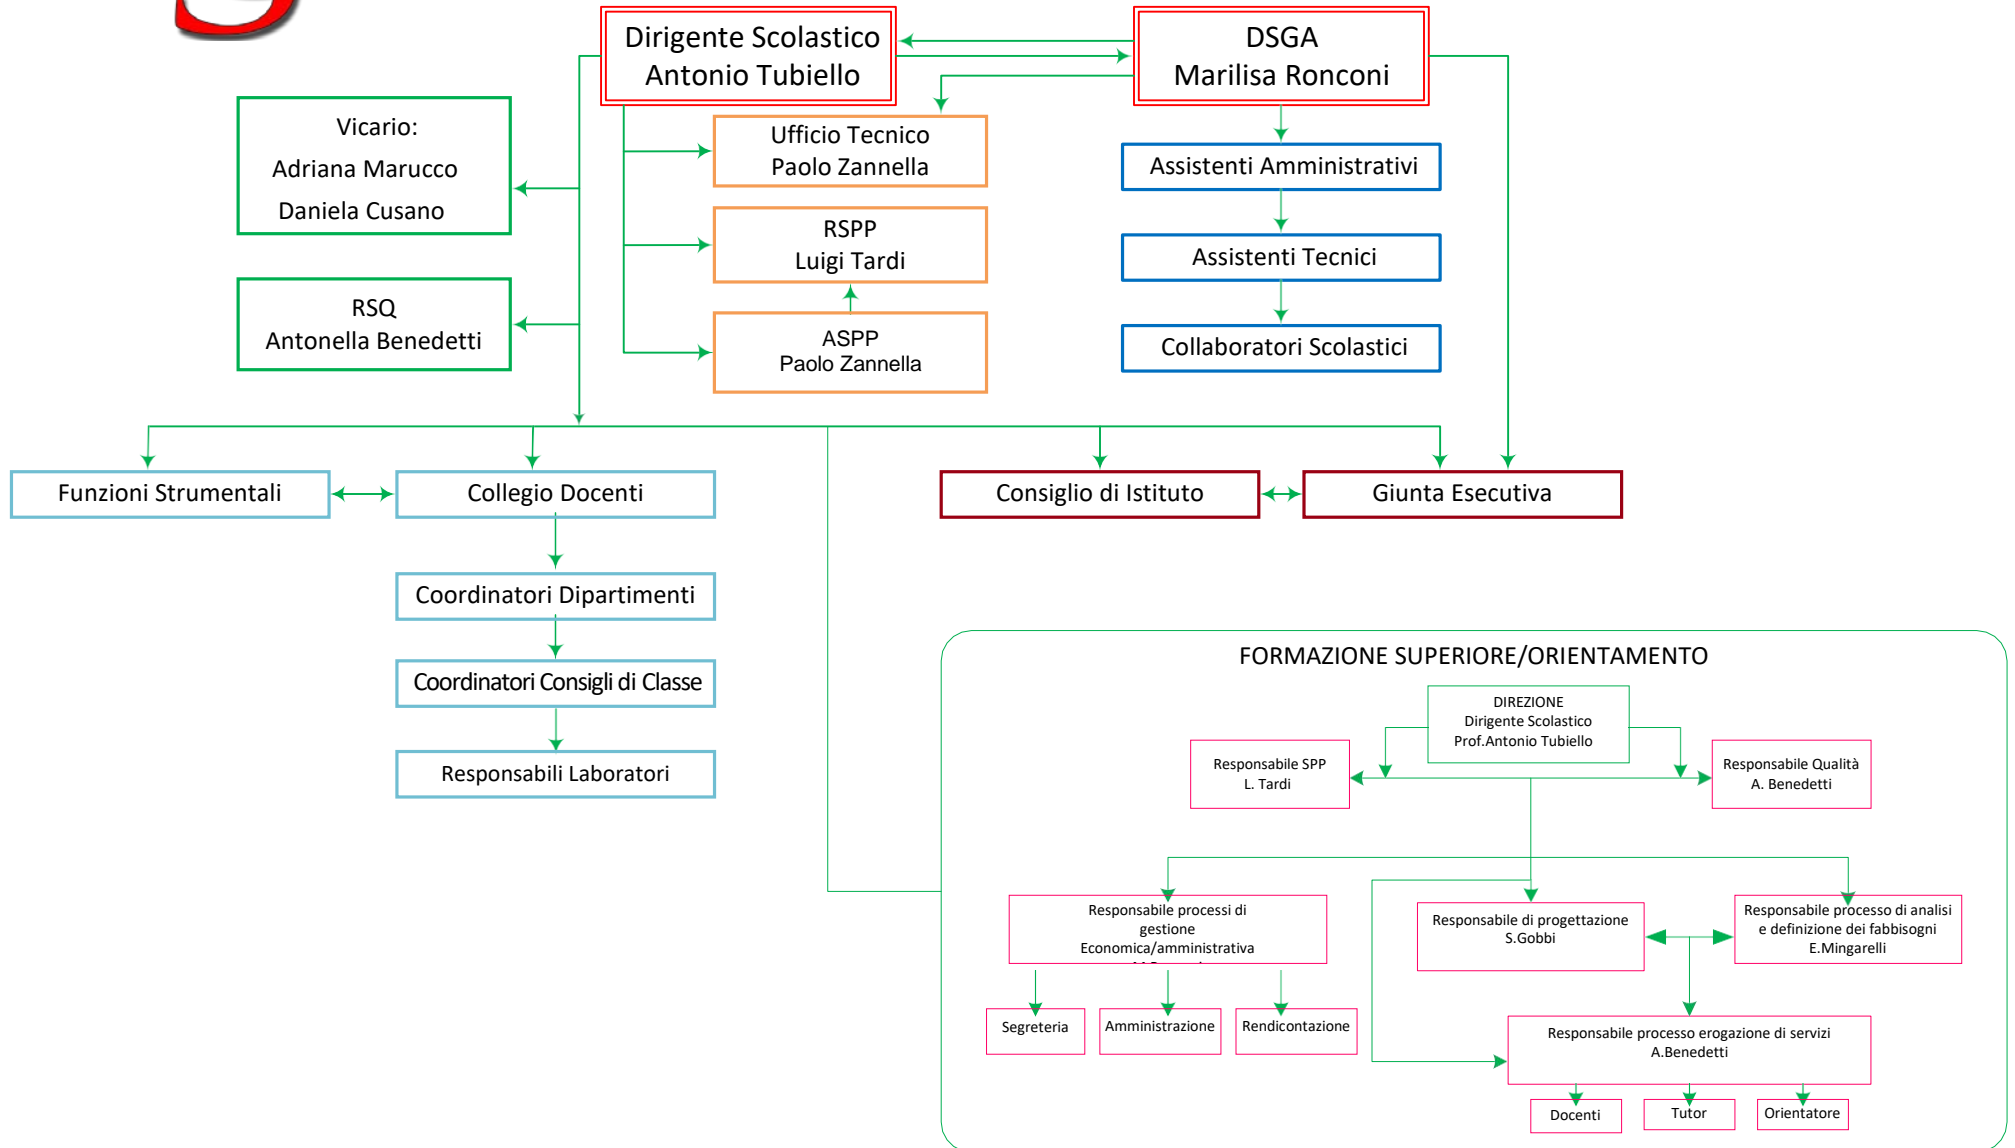 Dirigente Scolastico
Antonio Tubiello
DSGA
Marilisa Ronconi
Vicario:
Adriana Marucco
Daniela Cusano
Ufficio Tecnico
Paolo Zannella
Assistenti Amministrativi
RSPP
Luigi Tardi
Assistenti Tecnici
RSQ
Antonella Benedetti
ASPP
Paolo Zannella
Collaboratori Scolastici
Funzioni Strumentali
Collegio Docenti
Consiglio di Istituto
Giunta Esecutiva
Coordinatori Dipartimenti
Coordinatori Consigli di Classe
Responsabili Laboratori
FORMAZIONE SUPERIORE/ORIENTAMENTO
DIREZIONE
Dirigente Scolastico
Prof.Antonio Tubiello
Responsabile SPP
L. Tardi
Responsabile Qualità
A. Benedetti
Responsabile processi di
gestione
Economica/amministrativa
Responsabile di progettazione
S.Gobbi
Responsabile processo di analisi
e definizione dei fabbisogni
E.Mingarelli
Segreteria
Amministrazione
Rendicontazione
Responsabile processo erogazione di servizi
A.Benedetti
Docenti
Tutor
Orientatore